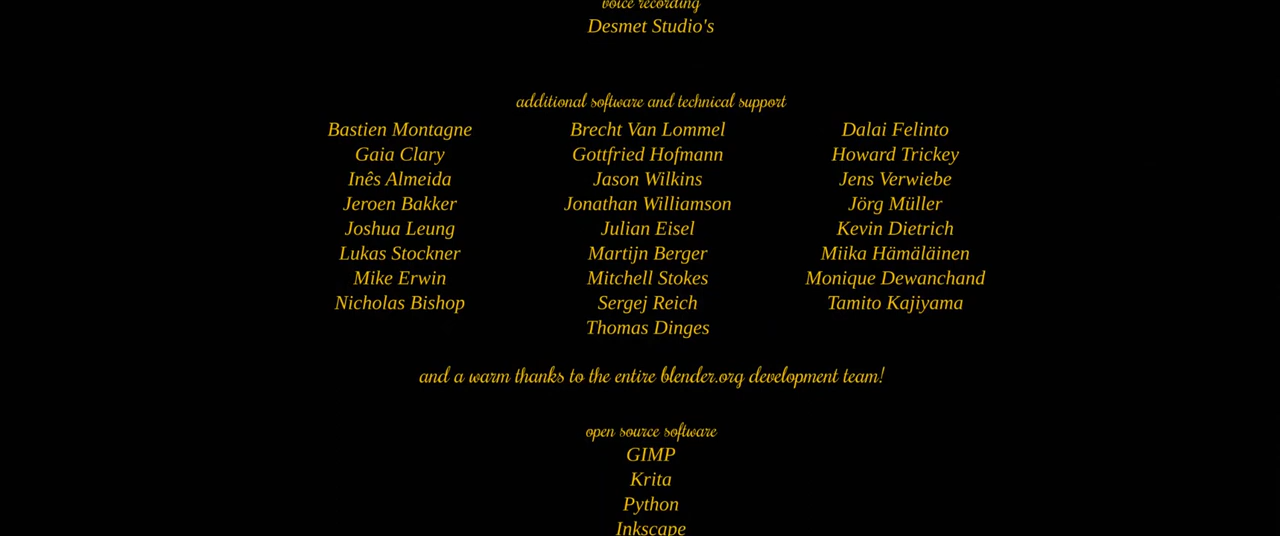 voice recording
Desmet Studio's
additional software and technical support
Bastien Montagne Brecht Van Lommel Dalai Felinto
Gaia Clary Gottfried Hofmann Howard Trickey
Inês Almeida Jason Wilkins Jens Verwiebe
Jeroen Bakker Jonathan Williamson Jörg Müller
Joshua Leung Julian Eisel Kevin Dietrich
Lukas Stockner Martijn Berger Miika Hämäläinen
Mike Erwin Mitchell Stokes Monique Dewanchand
Nicholas Bishop Sergej Reich Tamito Kajiyama
Thomas Dinges
and a warm thanks to the entire blender.org development team!
open source software
GIMP
Krita
Python
Inkscape